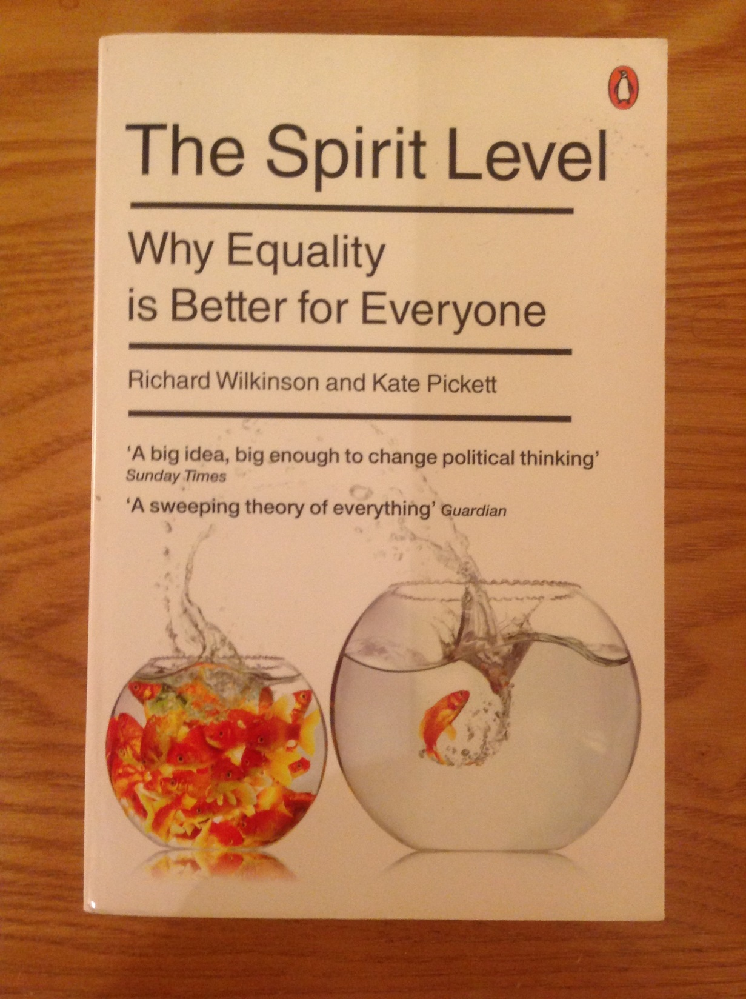 The Spirit Level
Why Equality
is Better for Everyone
Richard Wilkinson and Kate Pickett
‘A big idea, big enough to change political thinking’
Sunday Times
‘A sweeping theory of everything’ Guardian